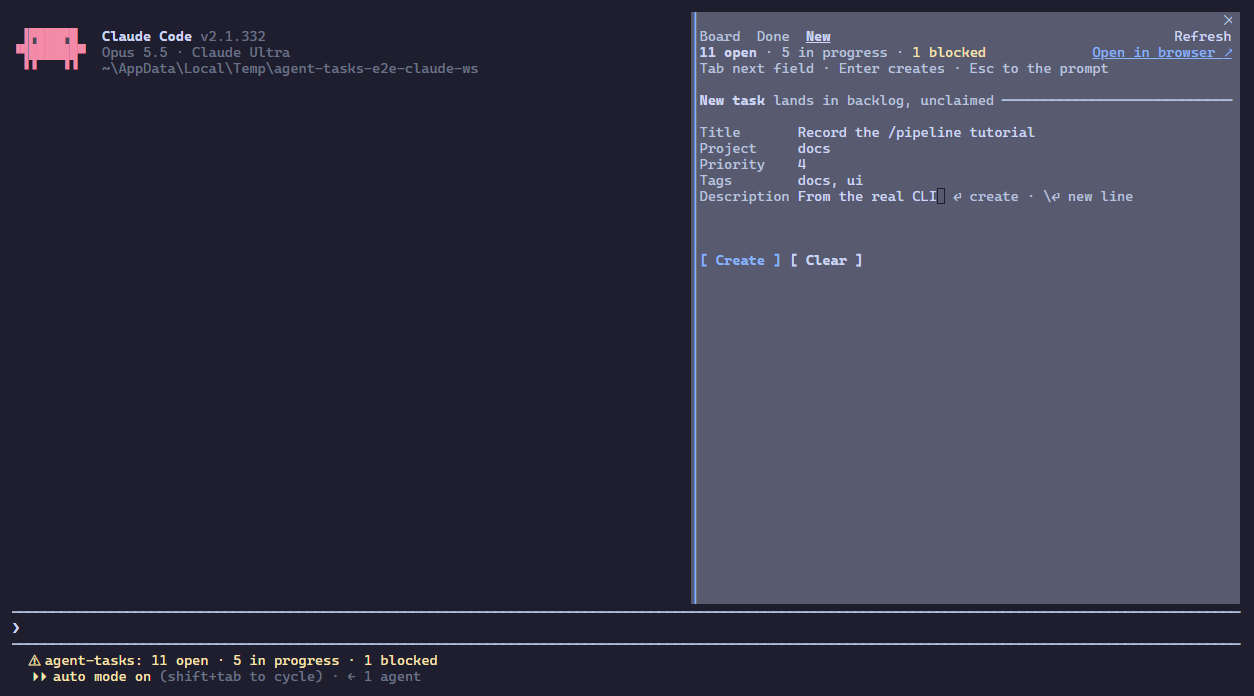 Claude Code v2.1.332
Opus 5.5 · Claude Ultra
~\AppData\Local\Temp\agent-tasks-e2e-claude-ws
×
Board Done New Refresh
11 open · 5 in progress · 1 blocked Open in browser ↗
Tab next field · Enter creates · Esc to the prompt
New task lands in backlog, unclaimed
Title Record the /pipeline tutorial
Project docs
Priority 4
Tags docs, ui
Description From the real CLI ↵ create · \↵ new line
[ Create ] [ Clear ]
❯
⚠ agent-tasks: 11 open · 5 in progress · 1 blocked
⏵⏵ auto mode on (shift+tab to cycle) · ← 1 agent